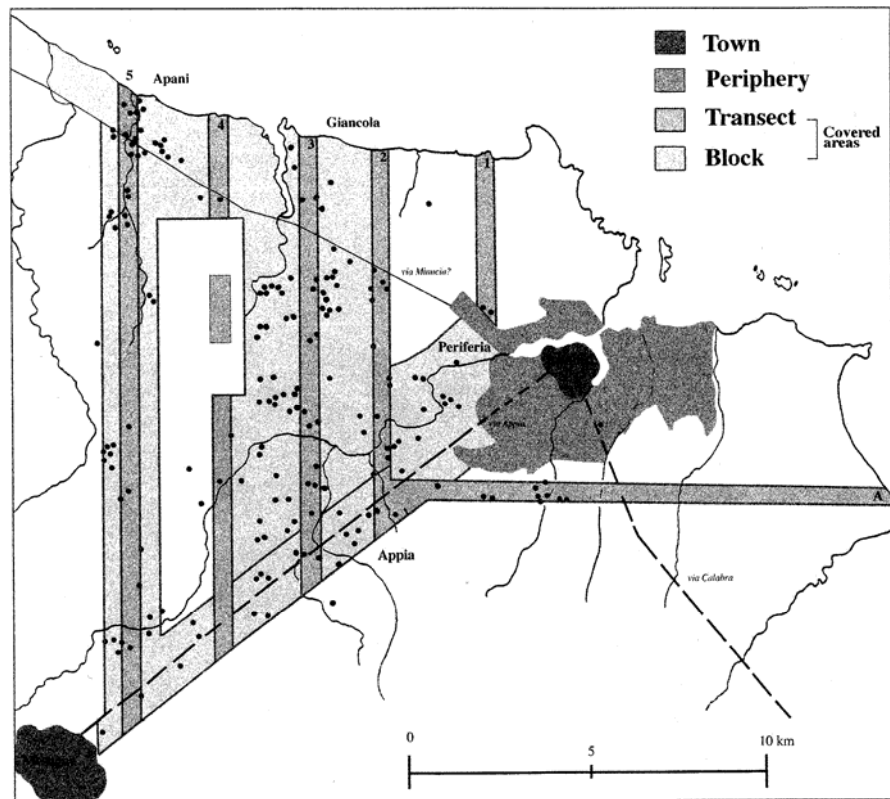 Town
Periphery
Transect
Block
Covered
areas
5
Apani
4
Giancola
3
2
1
via Minucia?
Periferia
via Appia
A
Appia
via Calabra
0
5
10 km